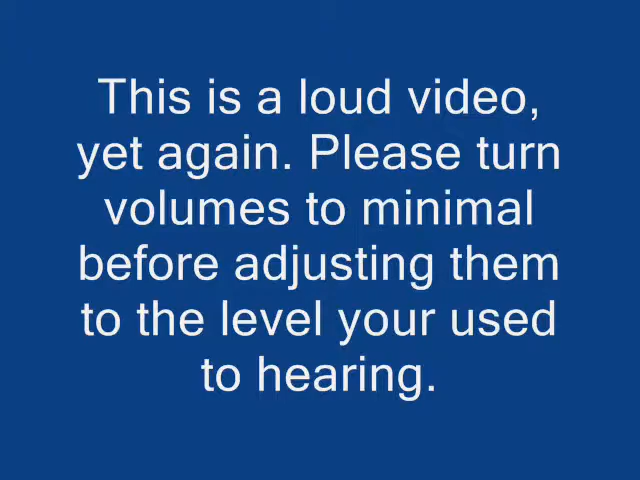 This is a loud video,
yet again. Please turn
volumes to minimal
before adjusting them
to the level your used
to hearing.